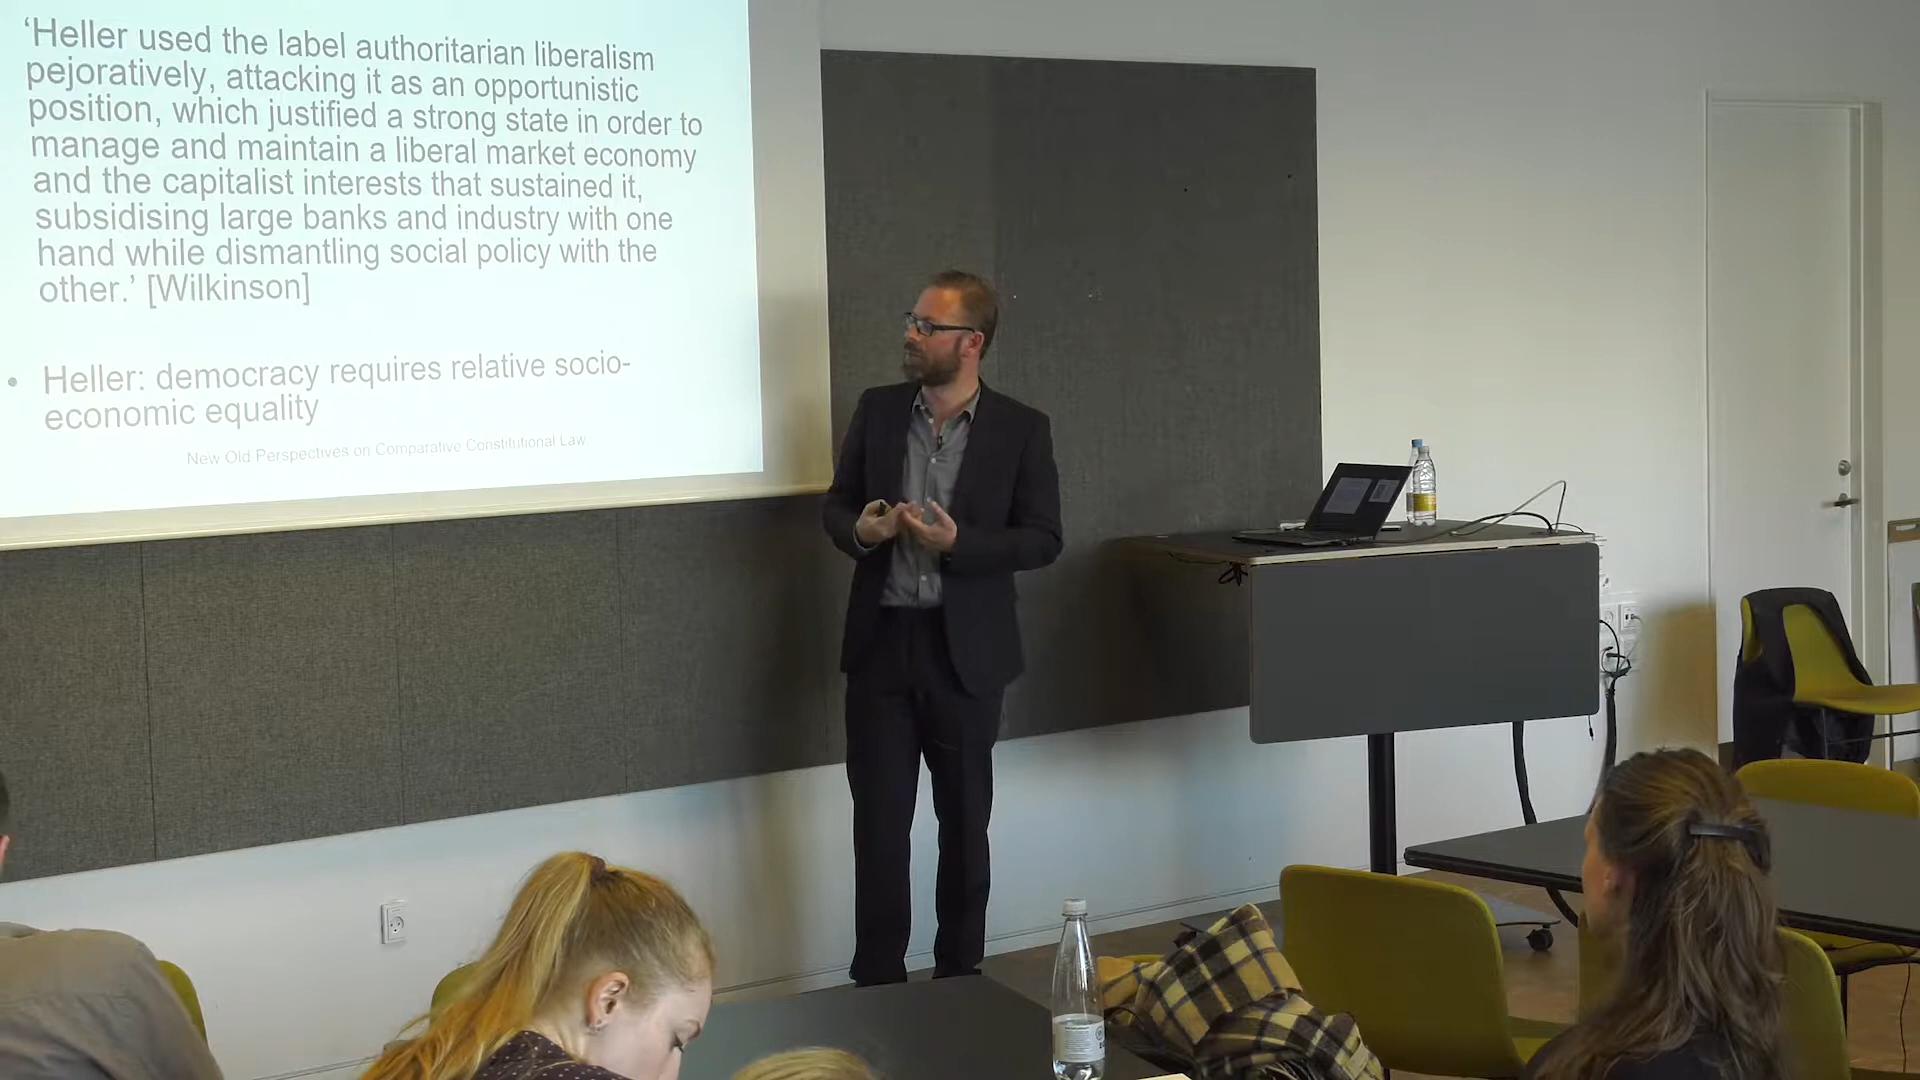 ‘Heller used the label authoritarian liberalism
pejoratively, attacking it as an opportunistic
position, which justified a strong state in order to
manage and maintain a liberal market economy
and the capitalist interests that sustained it,
subsidising large banks and industry with one
hand while dismantling social policy with the
other.’ [Wilkinson]
• Heller: democracy requires relative socio-
economic equality
New Old Perspectives on Comparative Constitutional Law